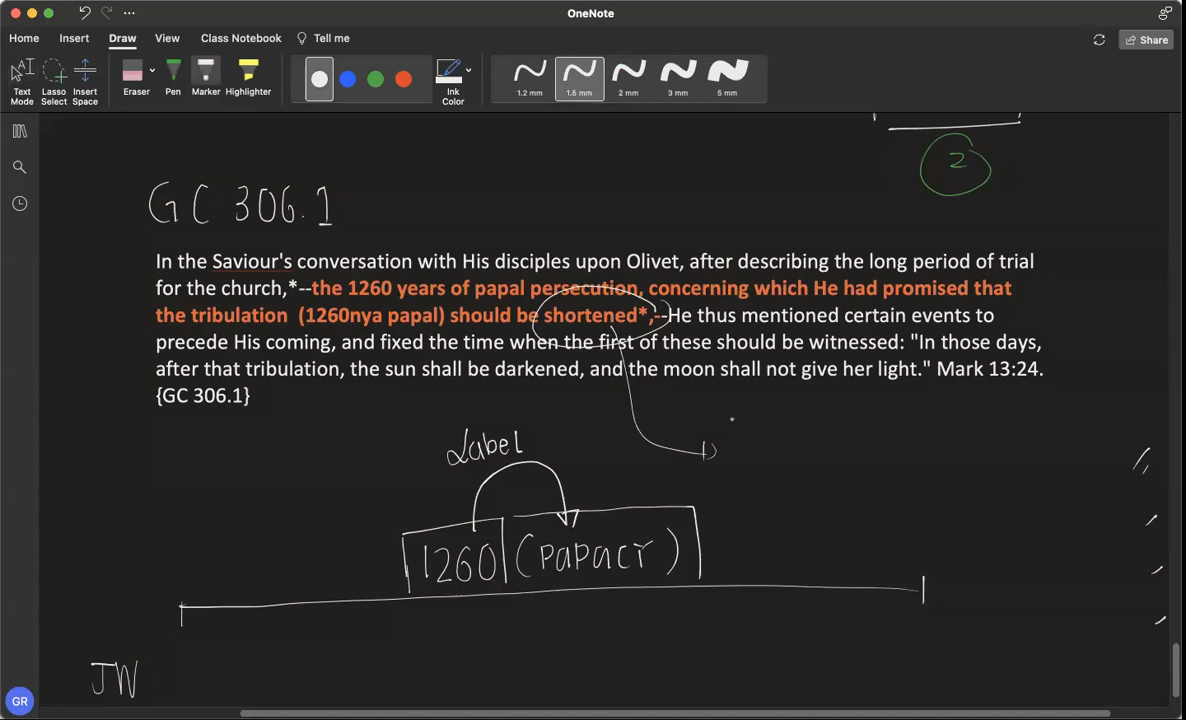 OneNote
Home Insert Draw View Class Notebook Tell me Share
Text Mode Lasso Select Insert Space Eraser Pen Marker Highlighter Ink Color 1.2 mm 1.5 mm 2 mm 3 mm 5 mm
2
GC 306.1
In the Saviour's conversation with His disciples upon Olivet, after describing the long period of trial
for the church,*--the 1260 years of papal persecution, concerning which He had promised that
the tribulation (1260nya papal) should be shortened*,--He thus mentioned certain events to
precede His coming, and fixed the time when the first of these should be witnessed: "In those days,
after that tribulation, the sun shall be darkened, and the moon shall not give her light." Mark 13:24.
{GC 306.1}
Label
1260 (PAPACY)
JW
GR